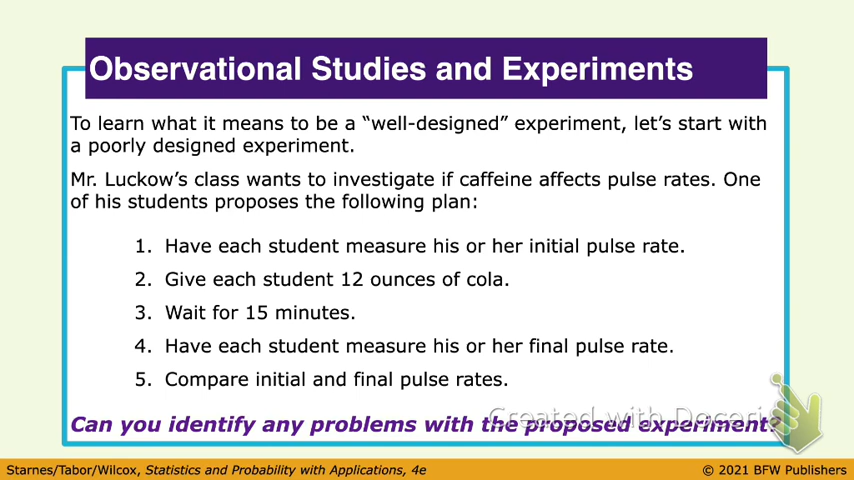 Observational Studies and Experiments
To learn what it means to be a “well-designed” experiment, let’s start with
a poorly designed experiment.
Mr. Luckow’s class wants to investigate if caffeine affects pulse rates. One
of his students proposes the following plan:
1. Have each student measure his or her initial pulse rate.
2. Give each student 12 ounces of cola.
3. Wait for 15 minutes.
4. Have each student measure his or her final pulse rate.
5. Compare initial and final pulse rates.
Created with Doceri
Can you identify any problems with the proposed experiment?
Starnes/Tabor/Wilcox, Statistics and Probability with Applications, 4e
© 2021 BFW Publishers